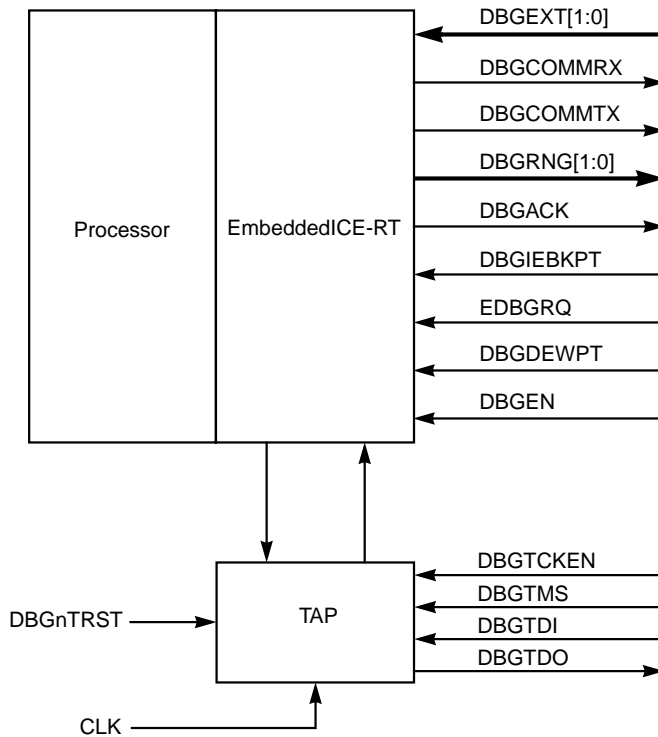 DBGEXT[1:0]
DBGCOMMRX
DBGCOMMTX
DBGRNG[1:0]
Processor
EmbeddedICE-RT
DBGACK
DBGIEBKPT
EDBGRQ
DBGDEWPT
DBGEN
DBGTCKEN
DBGTMS
DBGnTRST
TAP
DBGTDI
DBGTDO
CLK